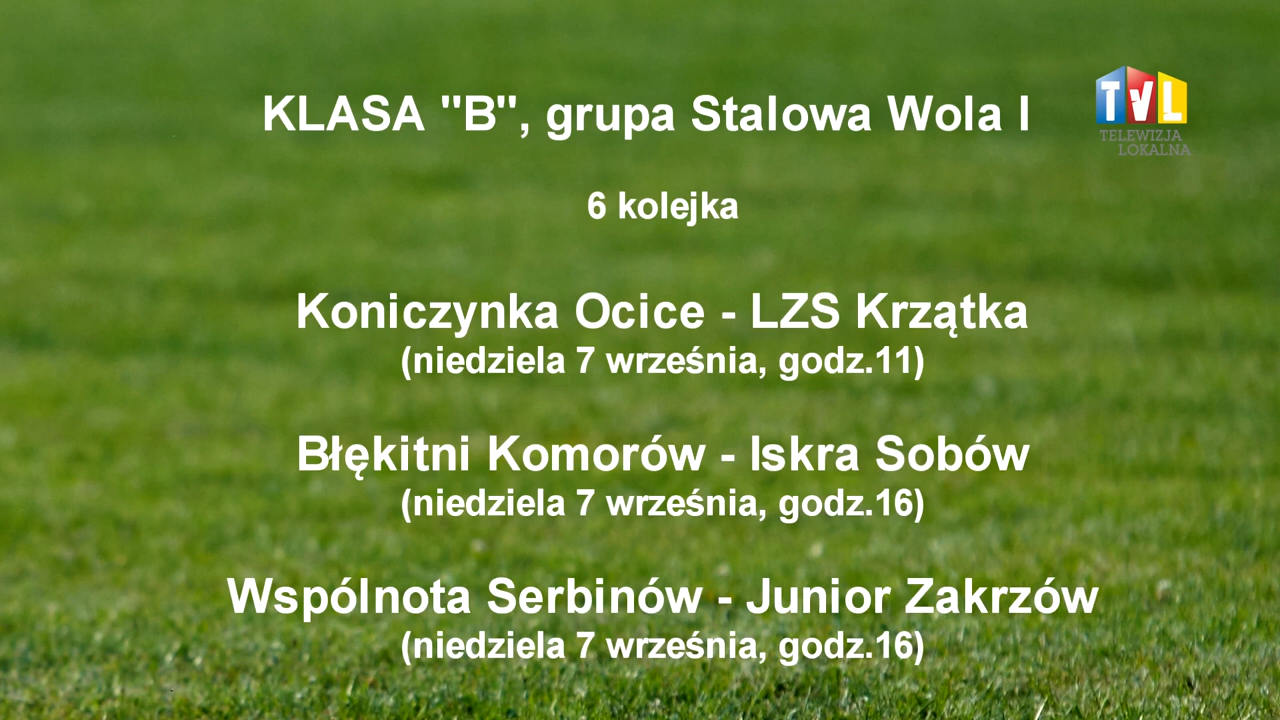 KLASA "B", grupa Stalowa Wola I
TVL
TELEWIZJA
LOKALNA
6 kolejka
Koniczynka Ocice - LZS Krzątka
(niedziela 7 września, godz.11)
Błękitni Komorów - Iskra Sobów
(niedziela 7 września, godz.16)
Wspólnota Serbinów - Junior Zakrzów
(niedziela 7 września, godz.16)